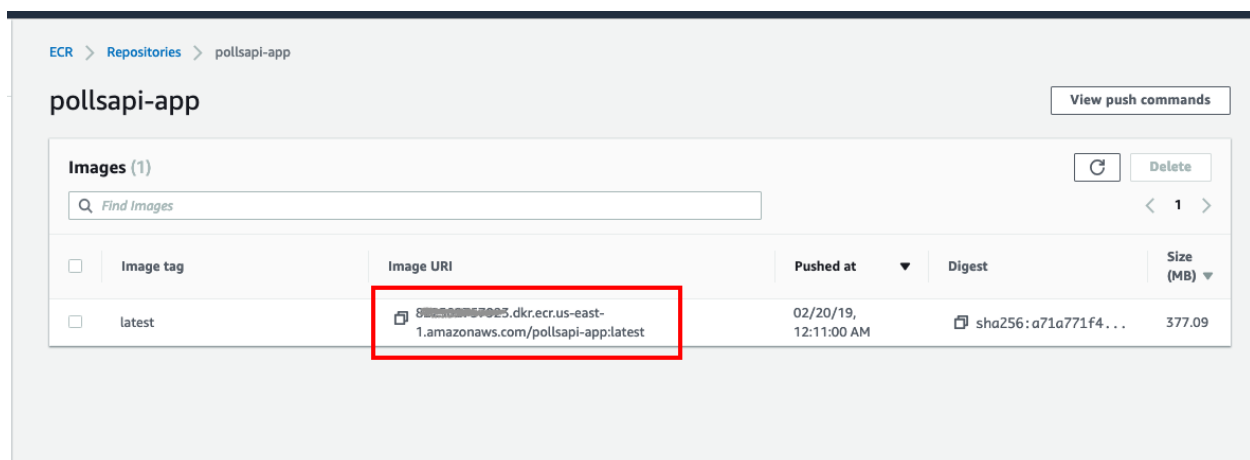 ECR > Repositories > pollsapi-app
pollsapi-app
View push commands
Images (1)
Delete
Find Images
< 1 >
Image tag
Image URI
Pushed at
Digest
Size
(MB)
latest
.dkr.ecr.us-east-
1.amazonaws.com/pollsapi-app:latest
02/20/19,
12:11:00 AM
sha256:a71a771f4...
377.09